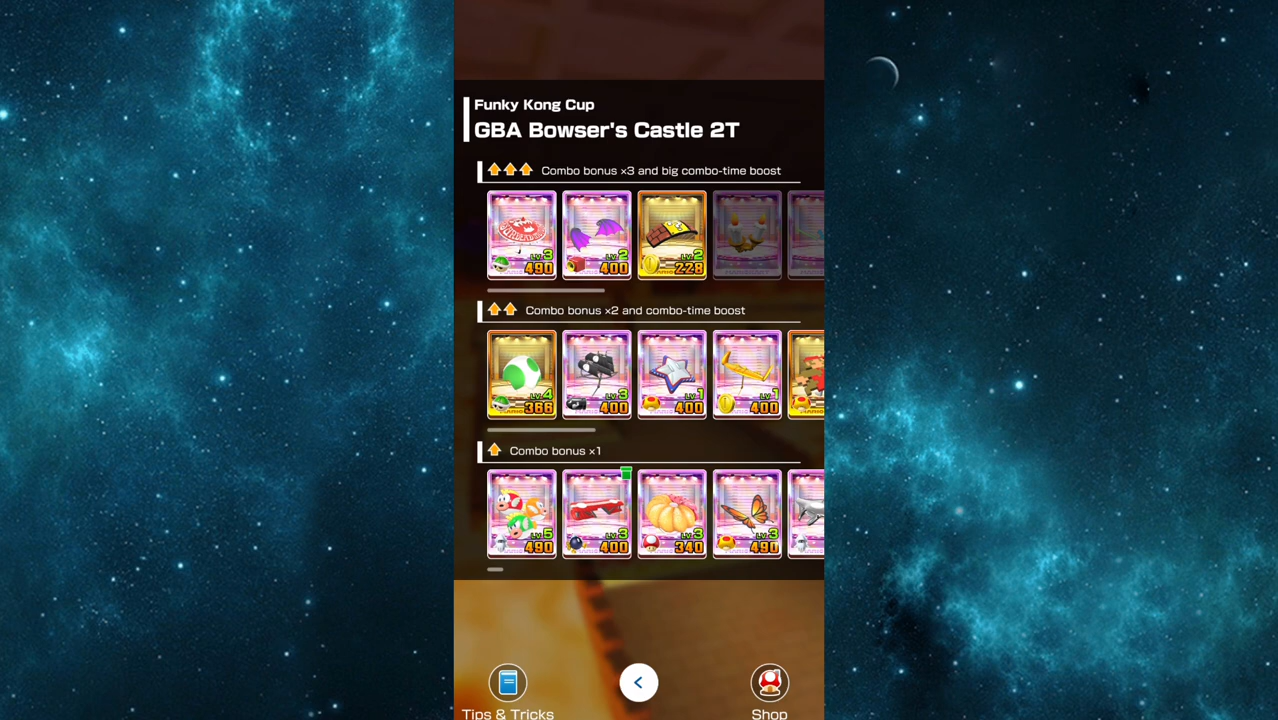 Funky Kong Cup
GBA Bowser's Castle 2T
Combo bonus ×3 and big combo-time boost
LV.3 LV.2 LV.2
490 400 228
Combo bonus ×2 and combo-time boost
LV.4 LV.3 LV.1 LV.1
366 400 400 400
Combo bonus ×1
LV.5 LV.3 LV.3 LV.3
490 400 340 490
Tips & Tricks
Shop